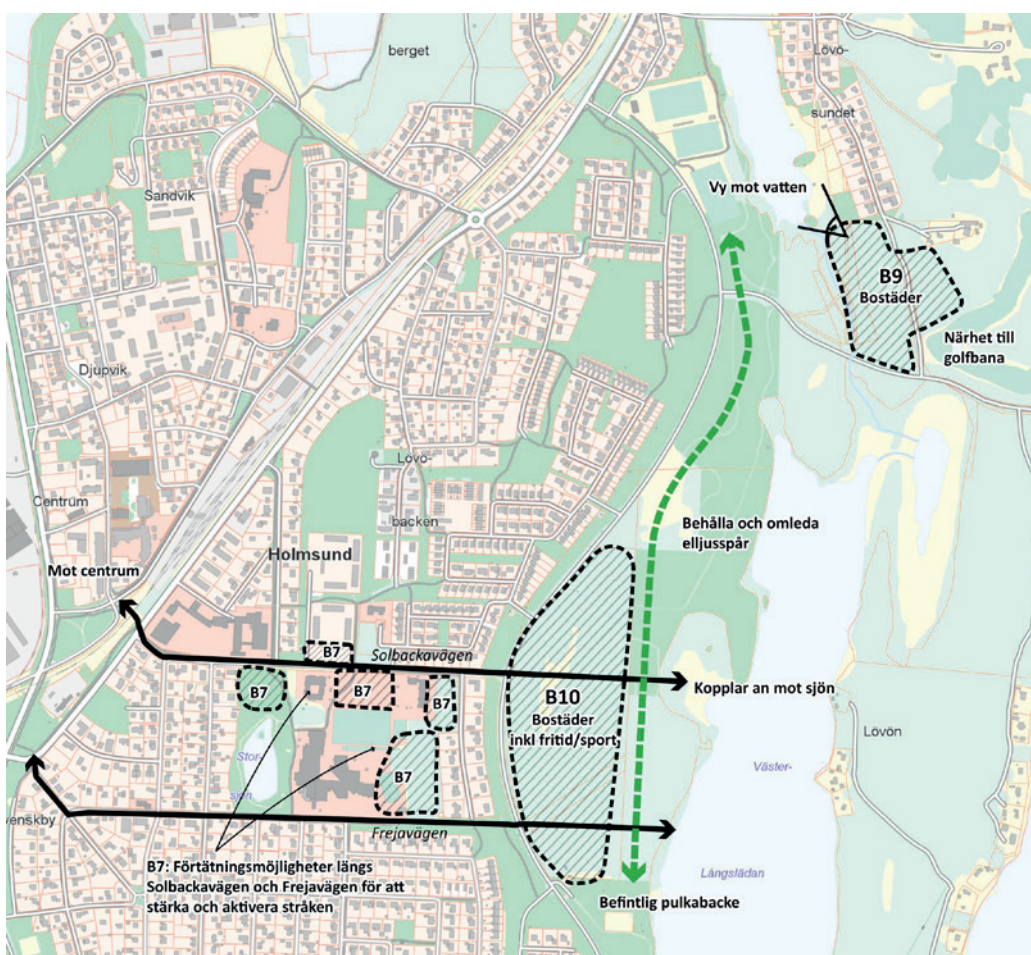 berget
Lövö-
sundet
Sandvik
Vy mot vatten
B9
Bostäder
Närhet till
golfbana
Djupvik
Lövö-
backen
Centrum
Behålla och omleda
elljusspår
Holmsund
Mot centrum
B7
Solbackavägen
B7
B7
B7
B10
Bostäder
inkl fritid/sport
Kopplar an mot sjön
Stor-
sjön
B7
Väster-
Lövön
venskby
Frejavägen
B7: Förtätningsmöjligheter längs
Solbackavägen och Frejavägen för att
stärka och aktivera stråken
Långslädan
Befintlig pulkabacke